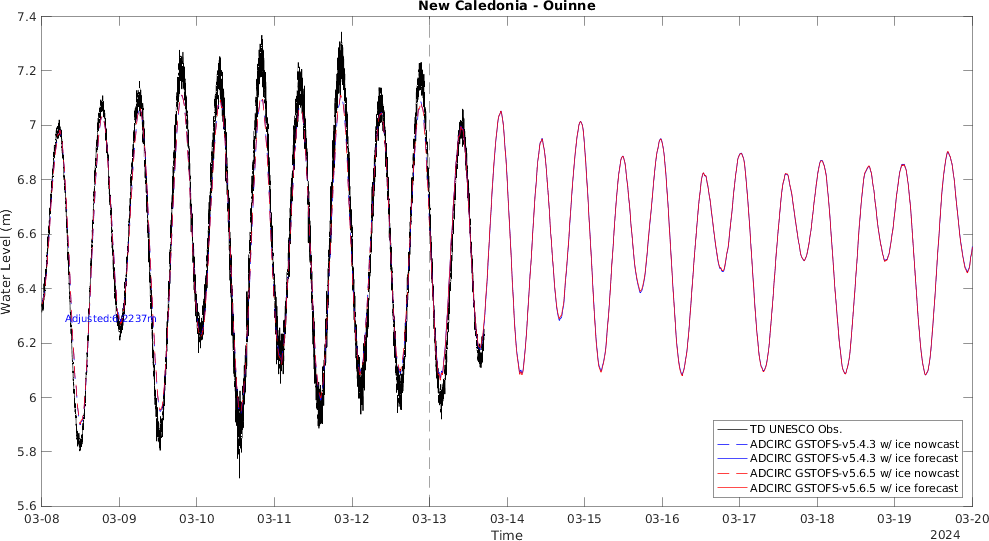 New Caledonia - Ouinne
7.4
7.2
7
6.8
6.6
6.4
6.2
6
5.8
5.6
Water Level (m)
Adjusted:6.2237m
TD UNESCO Obs.
ADCIRC GSTOFS-v5.4.3 w/ ice nowcast
ADCIRC GSTOFS-v5.4.3 w/ ice forecast
ADCIRC GSTOFS-v5.6.5 w/ ice nowcast
ADCIRC GSTOFS-v5.6.5 w/ ice forecast
03-08 03-09 03-10 03-11 03-12 03-13 03-14 03-15 03-16 03-17 03-18 03-19 03-20
Time
2024